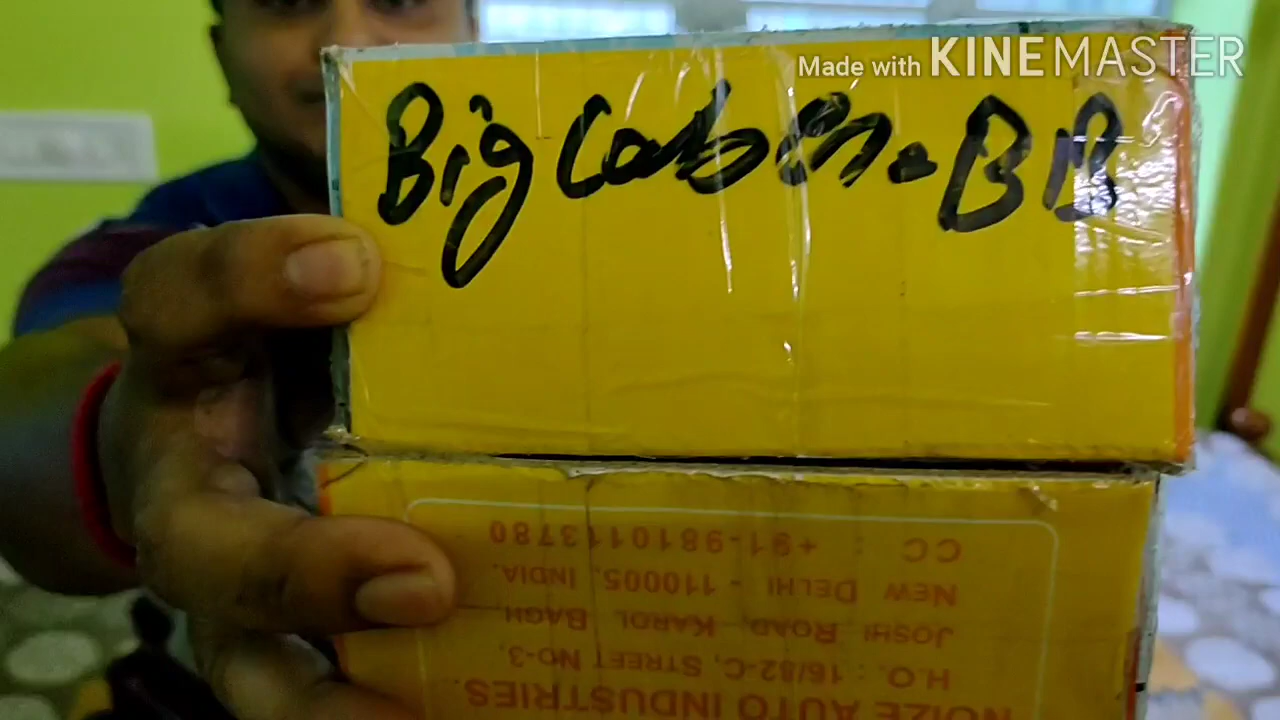 Made with KINEMASTER
Big Carbon. BB
NOIZE AUTO INDUSTRIES.
H.O. : 16/82-C, STREET NO-3,
JOSHI ROAD, KAROL BAGH
NEW DELHI - 110005, INDIA.
CC : +91-9810113780